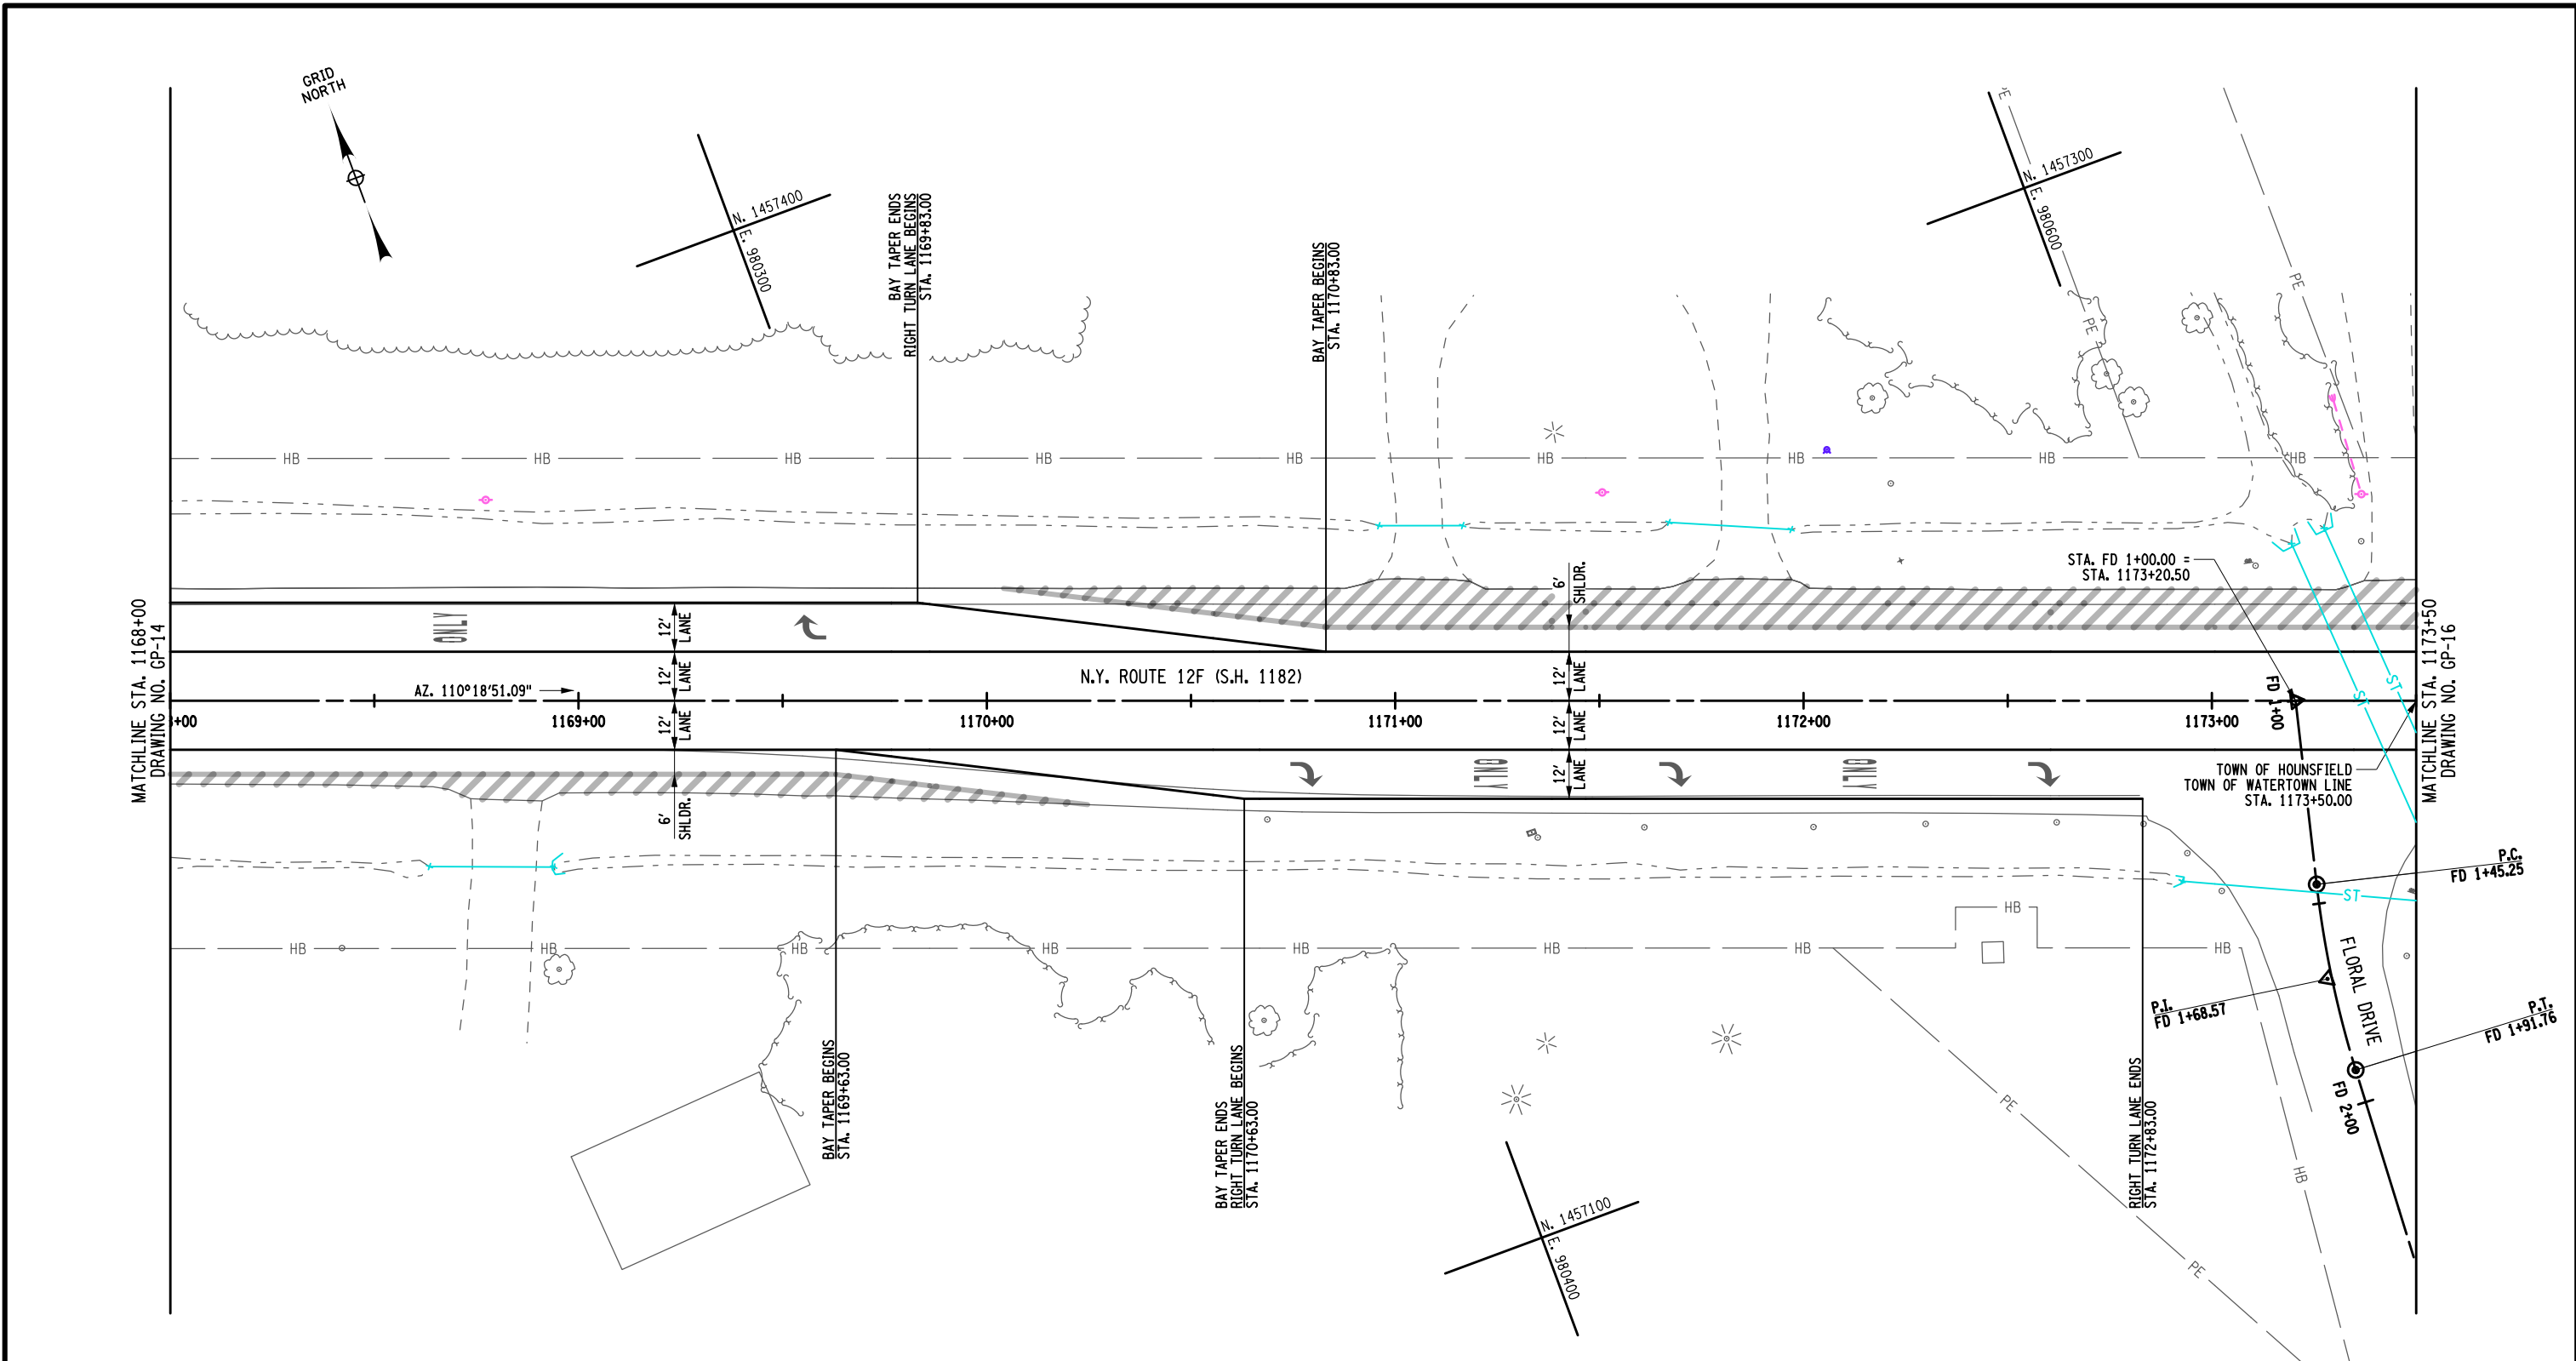 GRID
NORTH
N. 1457400
E. 980300
BAY TAPER ENDS
RIGHT TURN LANE BEGINS
STA. 1169+83.00
BAY TAPER BEGINS
STA. 1170+83.00
N. 1457300
E. 980600
PE
PE
PE
HB
HB
HB
HB
HB
HB
HB
HB
HB
STA. FD 1+00.00 =
STA. 1173+20.50
6'
SHLDR.
MATCHLINE STA. 1168+00
DRAWING NO. GP-14
ONLY
12'
LANE
12'
LANE
12'
LANE
6'
SHLDR.
N.Y. ROUTE 12F (S.H. 1182)
AZ. 110°18'51.09"
12'
LANE
12'
LANE
12'
LANE
+00
1169+00
1170+00
1171+00
1172+00
1173+00
FD 1+00
ST
ST
MATCHLINE STA. 1173+50
DRAWING NO. GP-16
ONLY
ONLY
TOWN OF HOUNSFIELD
TOWN OF WATERTOWN LINE
STA. 1173+50.00
P.C.
FD 1+45.25
ST
HB
HB
HB
HB
HB
HB
HB
HB
HB
FLORAL DRIVE
P.I.
FD 1+68.57
P.T.
FD 1+91.76
FD 2+00
BAY TAPER BEGINS
STA. 1169+63.00
BAY TAPER ENDS
RIGHT TURN LANE BEGINS
STA. 1170+63.00
RIGHT TURN LANE ENDS
STA. 1172+83.00
PE
HB
PE
N. 1457100
E. 980400